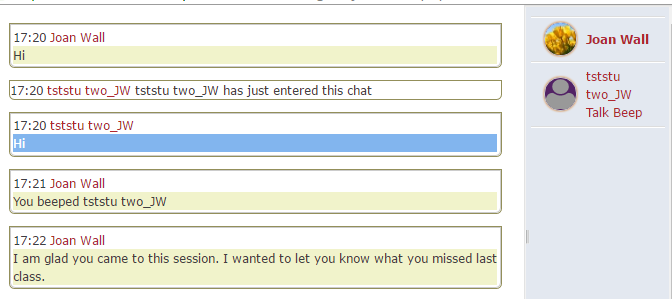 17:20 Joan Wall
Hi
17:20 tststu two_JW tststu two_JW has just entered this chat
17:20 tststu two_JW
Hi
17:21 Joan Wall
You beeped tststu two_JW
17:22 Joan Wall
I am glad you came to this session. I wanted to let you know what you missed last
class.
Joan Wall
tststu
two_JW
Talk Beep